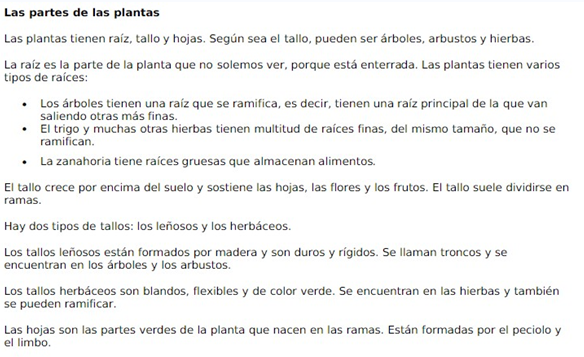 Las partes de las plantas
Las plantas tienen raíz, tallo y hojas. Según sea el tallo, pueden ser árboles, arbustos y hierbas.
La raíz es la parte de la planta que no solemos ver, porque está enterrada. Las plantas tienen varios
tipos de raíces:
• Los árboles tienen una raíz que se ramifica, es decir, tienen una raíz principal de la que van
saliendo otras más finas.
• El trigo y muchas otras hierbas tienen multitud de raíces finas, del mismo tamaño, que no se
ramifican.
• La zanahoria tiene raíces gruesas que almacenan alimentos.
El tallo crece por encima del suelo y sostiene las hojas, las flores y los frutos. El tallo suele dividirse en
ramas.
Hay dos tipos de tallos: los leñosos y los herbáceos.
Los tallos leñosos están formados por madera y son duros y rígidos. Se llaman troncos y se
encuentran en los árboles y los arbustos.
Los tallos herbáceos son blandos, flexibles y de color verde. Se encuentran en las hierbas y también
se pueden ramificar.
Las hojas son las partes verdes de la planta que nacen en las ramas. Están formadas por el peciolo y
el limbo.